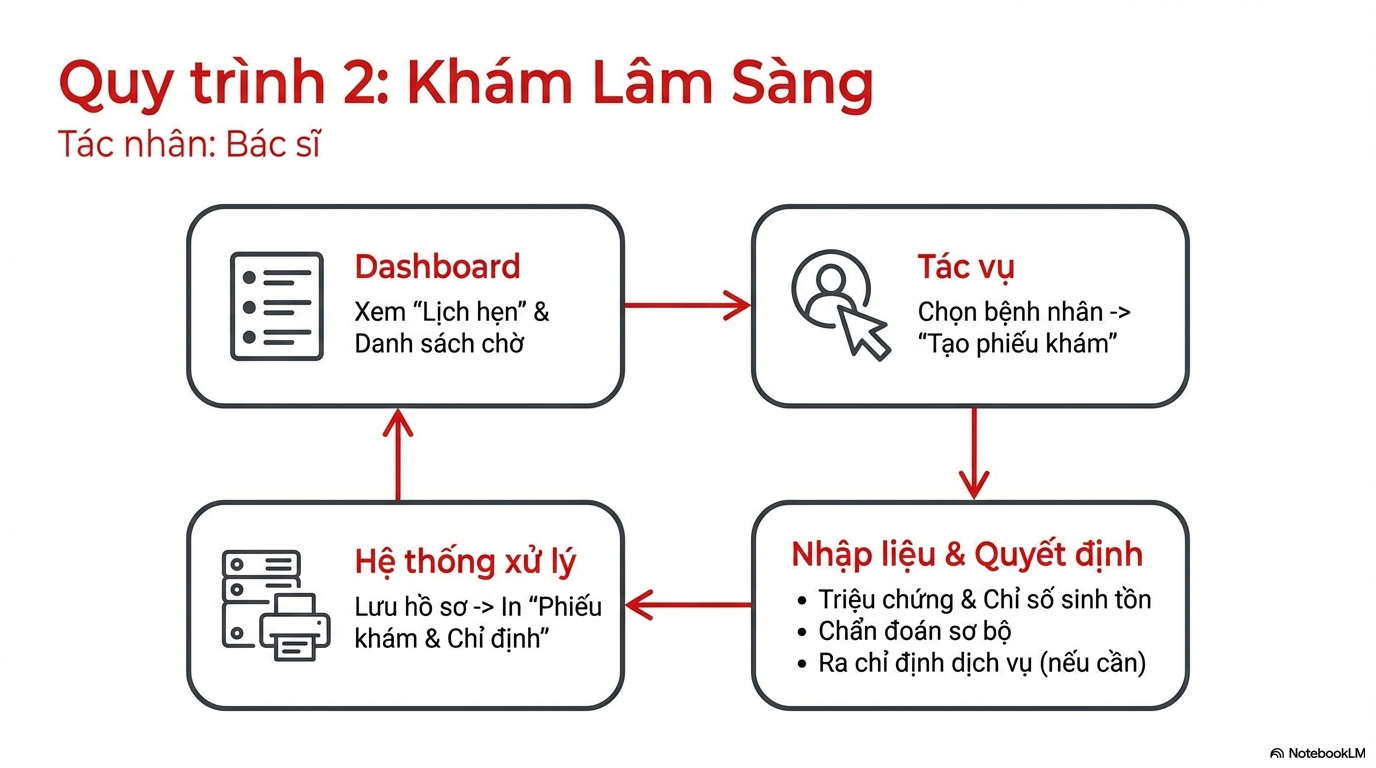 Quy trình 2: Khám Lâm Sàng
Tác nhân: Bác sĩ
Dashboard
Xem “Lịch hẹn” &
Danh sách chờ
Tác vụ
Chọn bệnh nhân ->
“Tạo phiếu khám”
Nhập liệu & Quyết định
• Triệu chứng & Chỉ số sinh tồn
• Chẩn đoán sơ bộ
• Ra chỉ định dịch vụ (nếu cần)
Hệ thống xử lý
Lưu hồ sơ -> In “Phiếu
khám & Chỉ định”
NotebookLM